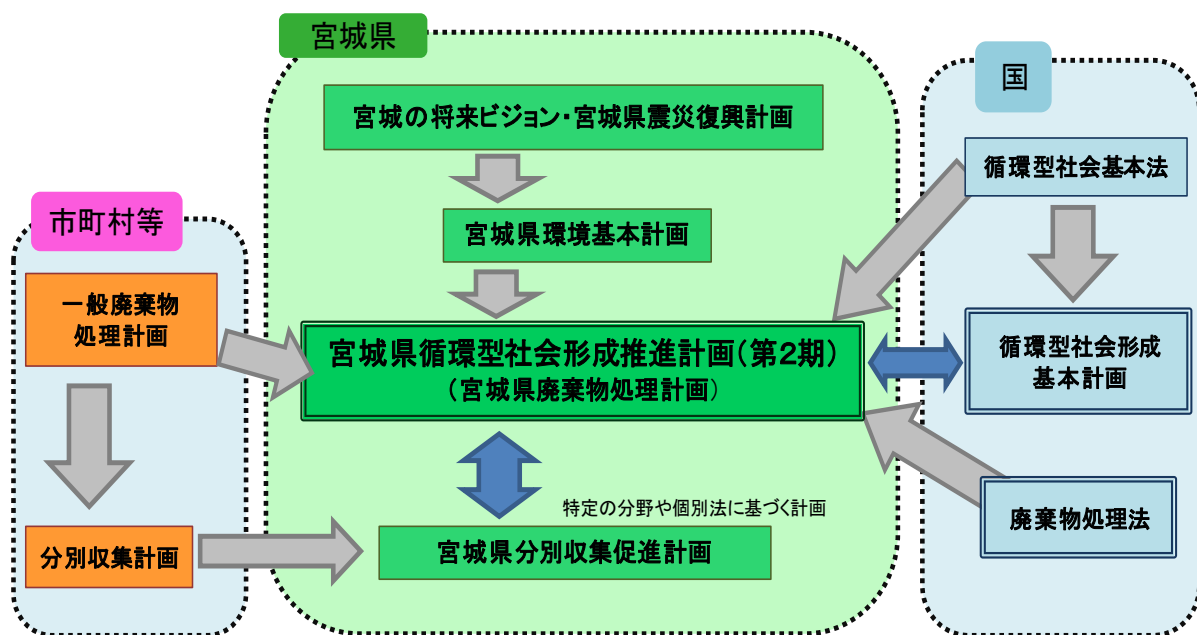 宮城県
宮城の将来ビジョン・宮城県震災復興計画
宮城県環境基本計画
宮城県循環型社会形成推進計画(第2期)
(宮城県廃棄物処理計画)
特定の分野や個別法に基づく計画
宮城県分別収集促進計画
市町村等
一般廃棄物
処理計画
分別収集計画
国
循環型社会基本法
循環型社会形成
基本計画
廃棄物処理法